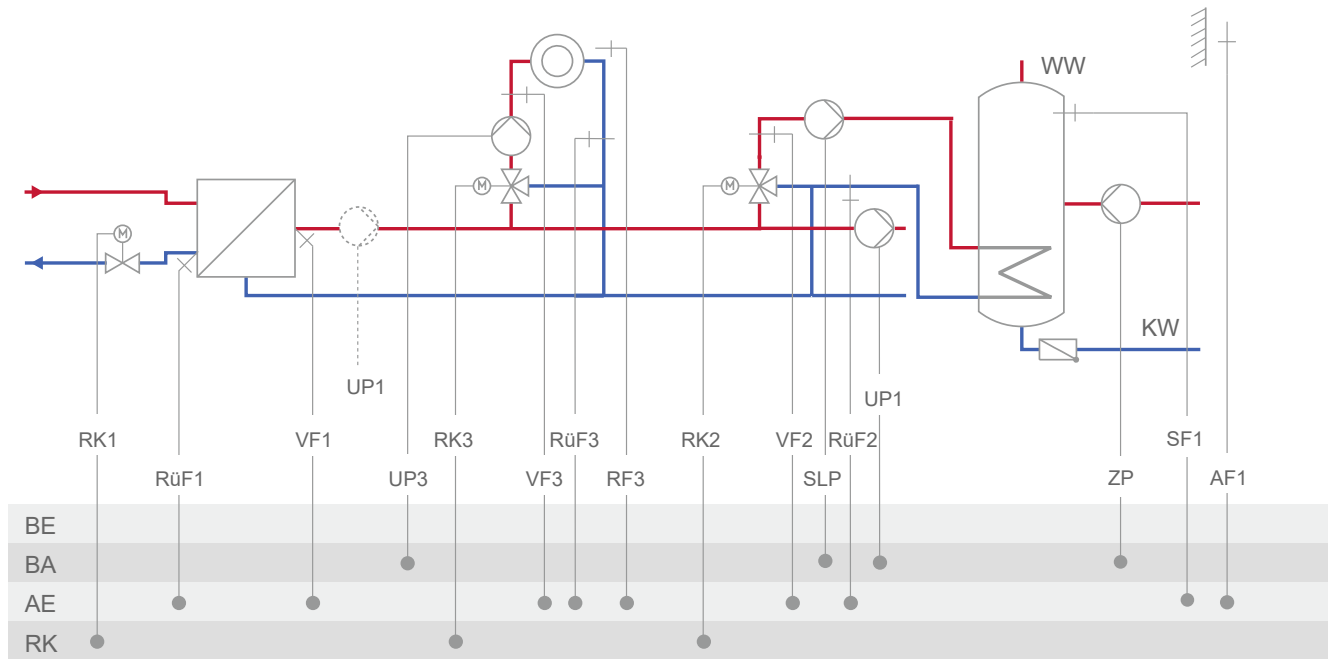 WW
M
M
M
KW
UP1
UP1
RK1
VF1
RK3
RüF3
RK2
VF2
RüF2
SF1
RüF1
UP3
VF3
RF3
SLP
ZP
AF1
BE
BA
AE
RK